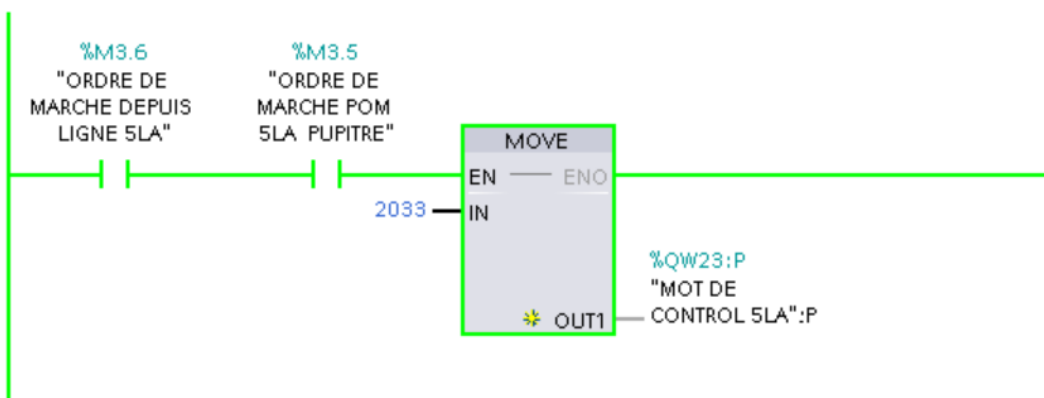 %M3.6
"ORDRE DE
MARCHE DEPUIS
LIGNE 5LA"
%M3.5
"ORDRE DE
MARCHE POM
5LA PUPITRE"
MOVE
EN
ENO
2033
IN
%QW23:P
"MOT DE
CONTROL 5LA":P
OUT1